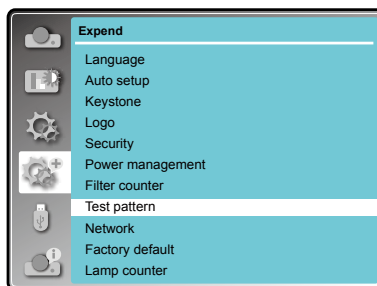 Expend
Language
Auto setup
Keystone
Logo
Security
Power management
Filter counter
Test pattern
Network
Factory default
Lamp counter